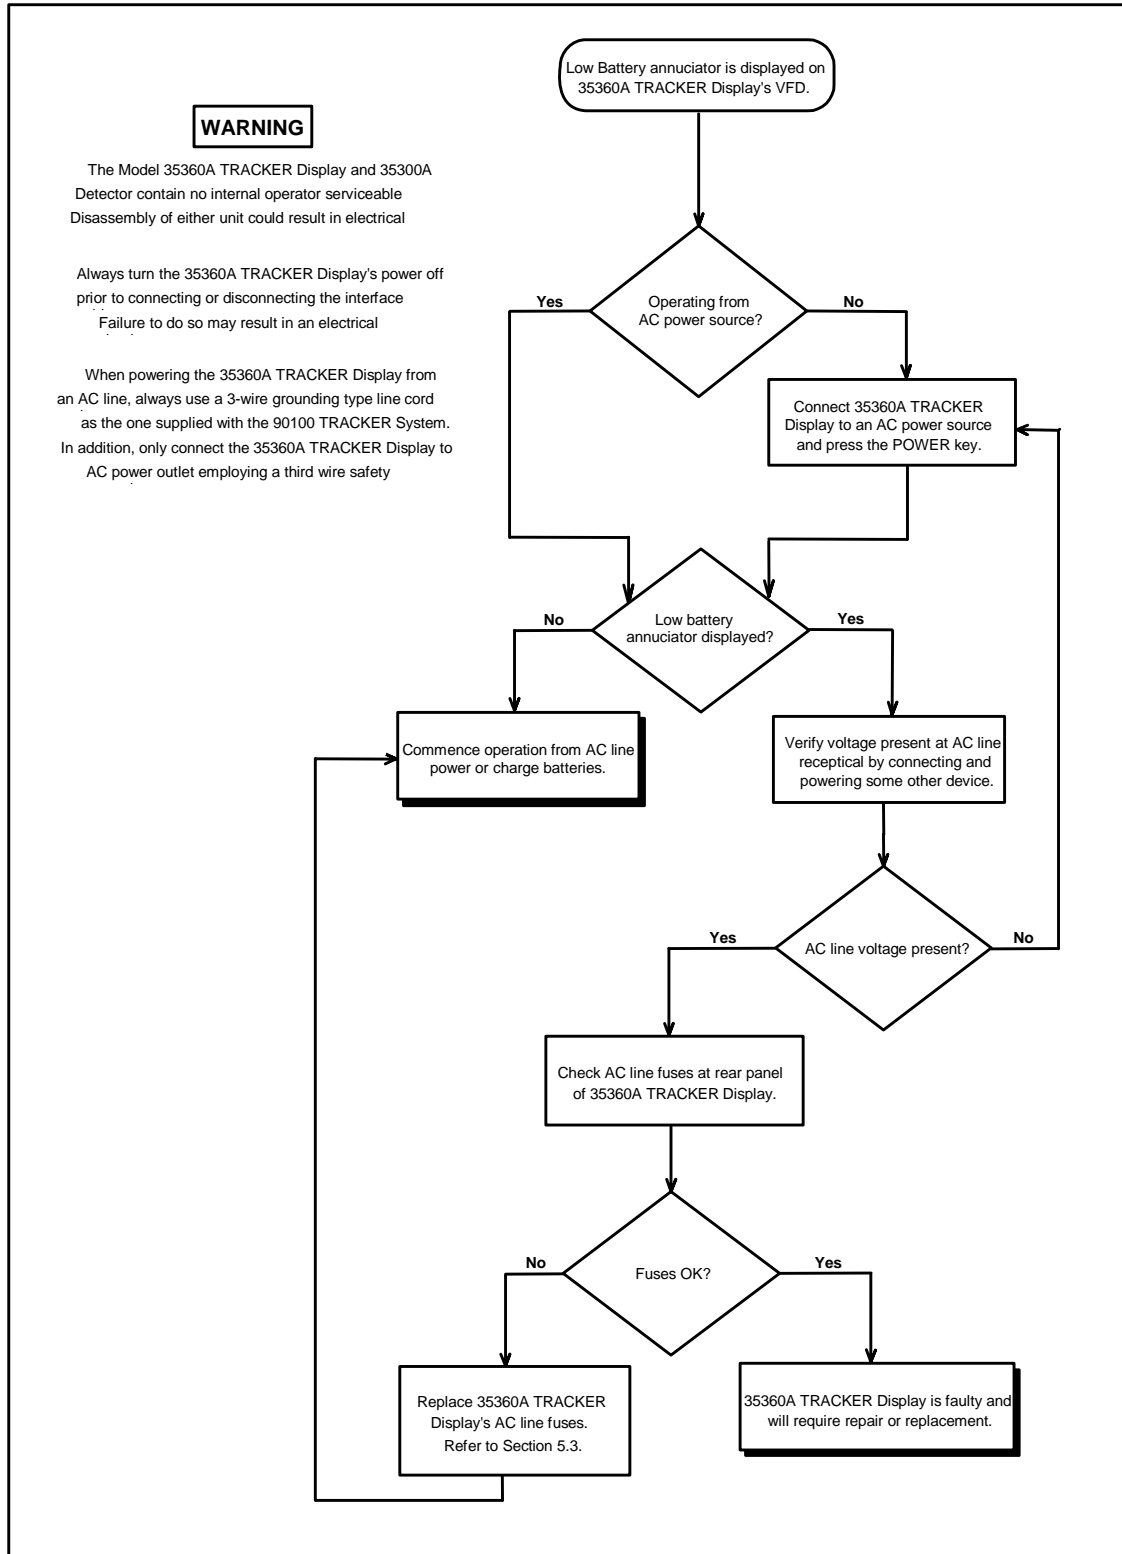 Low Battery annuciator is displayed on
35360A TRACKER Display's VFD.
WARNING
The Model 35360A TRACKER Display and 35300A
Detector contain no internal operator serviceable
Disassembly of either unit could result in electrical
Always turn the 35360A TRACKER Display's power off
prior to connecting or disconnecting the interface
Failure to do so may result in an electrical
When powering the 35360A TRACKER Display from
an AC line, always use a 3-wire grounding type line cord
as the one supplied with the 90100 TRACKER System.
In addition, only connect the 35360A TRACKER Display to
AC power outlet employing a third wire safety
Yes
Operating from
AC power source?
No
Connect 35360A TRACKER
Display to an AC power source
and press the POWER key.
No
Low battery
annuciator displayed?
Yes
Commence operation from AC line
power or charge batteries.
Verify voltage present at AC line
receptical by connecting and
powering some other device.
Yes
AC line voltage present?
No
Check AC line fuses at rear panel
of 35360A TRACKER Display.
No
Fuses OK?
Yes
Replace 35360A TRACKER
Display's AC line fuses.
Refer to Section 5.3.
35360A TRACKER Display is faulty and
will require repair or replacement.